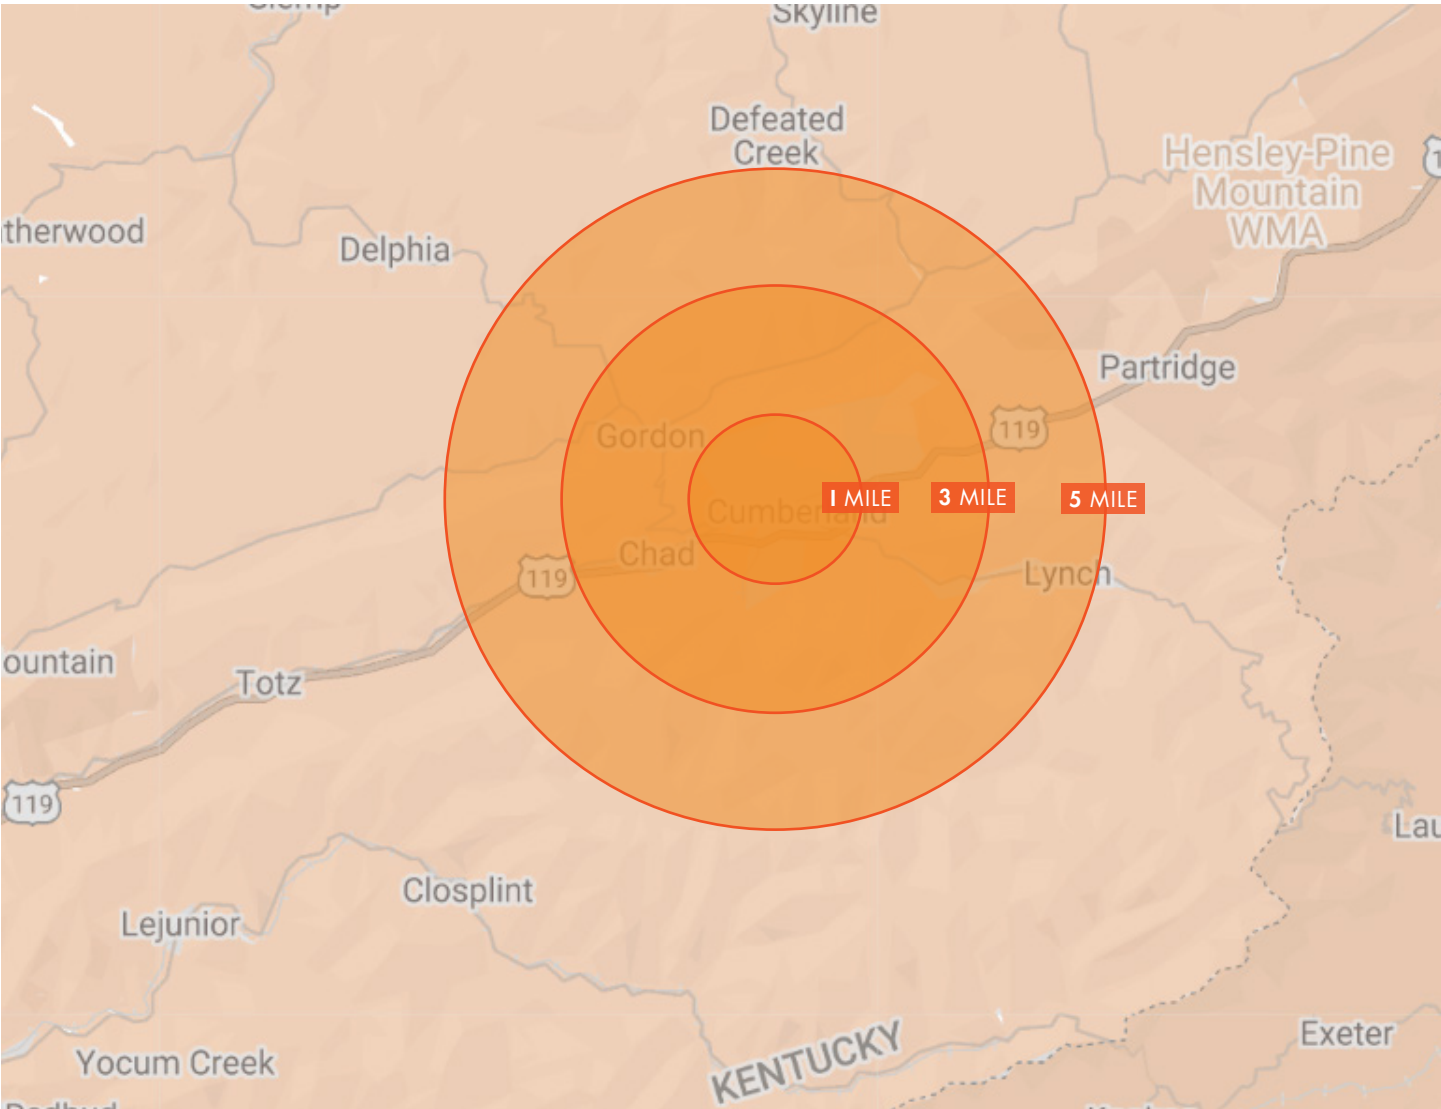 Skyline
Defeated
Creek
Hensley-Pine
Mountain
WMA
1
therwood
Delphia
Partridge
119
Gordon
1 MILE
3 MILE
5 MILE
Cumberland
Chad
119
Lynch
ountain
Totz
119
Lau
Closplint
Lejunior
KENTUCKY
Exeter
Yocum Creek